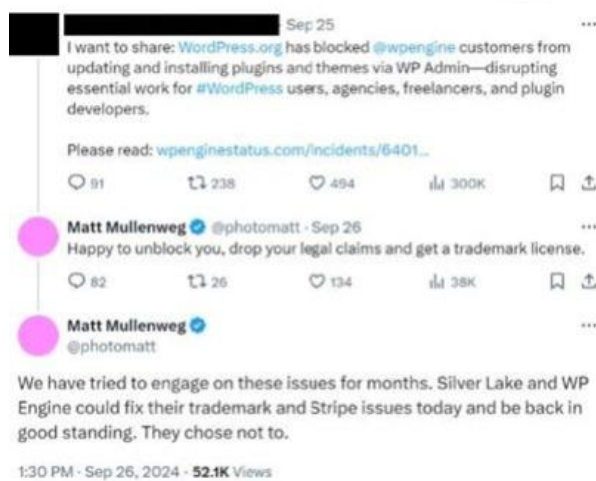 Sep 25
I want to share: WordPress.org has blocked @wpengine customers from
updating and installing plugins and themes via WP Admin—disrupting
essential work for #WordPress users, agencies, freelancers, and plugin
developers.
Please read: wpenginestatus.com/incidents/6401...
91 238 494 300K
Matt Mullenweg @photomatt · Sep 26
Happy to unblock you, drop your legal claims and get a trademark license.
82 26 134 38K
Matt Mullenweg
@photomatt
We have tried to engage on these issues for months. Silver Lake and WP
Engine could fix their trademark and Stripe issues today and be back in
good standing. They chose not to.
1:30 PM · Sep 26, 2024 · 52.1K Views